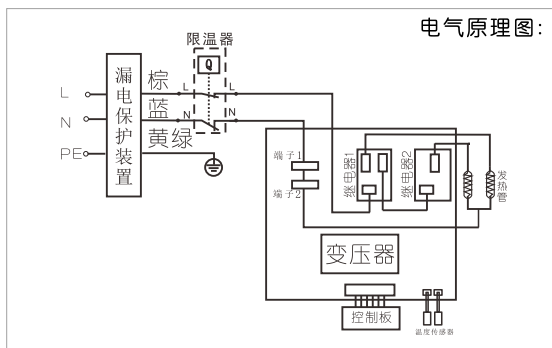 电气原理图:
限温器
L
N
PE
漏电保护装置
棕
蓝
黄绿
L
N
L
N
端子1
端子2
继电器1
继电器2
发热管
变压器
控制板
温度传感器